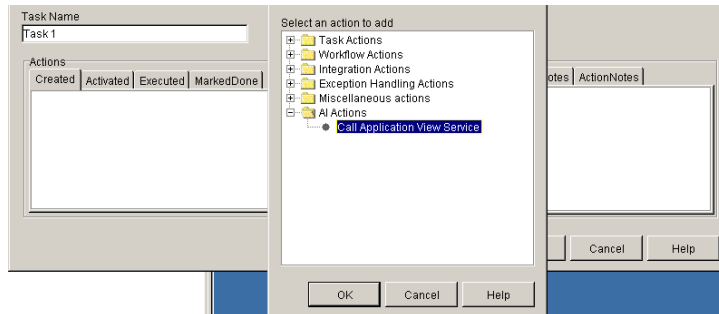 Task Name
Task 1
Actions
Created Activated Executed MarkedDone
Select an action to add
Task Actions
Workflow Actions
Integration Actions
Exception Handling Actions
Miscellaneous actions
AI Actions
Call Application View Service
OK Cancel Help
otes ActionNotes
Cancel Help